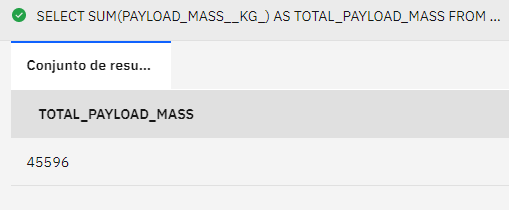 SELECT SUM(PAYLOAD_MASS__KG_) AS TOTAL_PAYLOAD_MASS FROM ...
Conjunto de resu...
TOTAL_PAYLOAD_MASS
45596